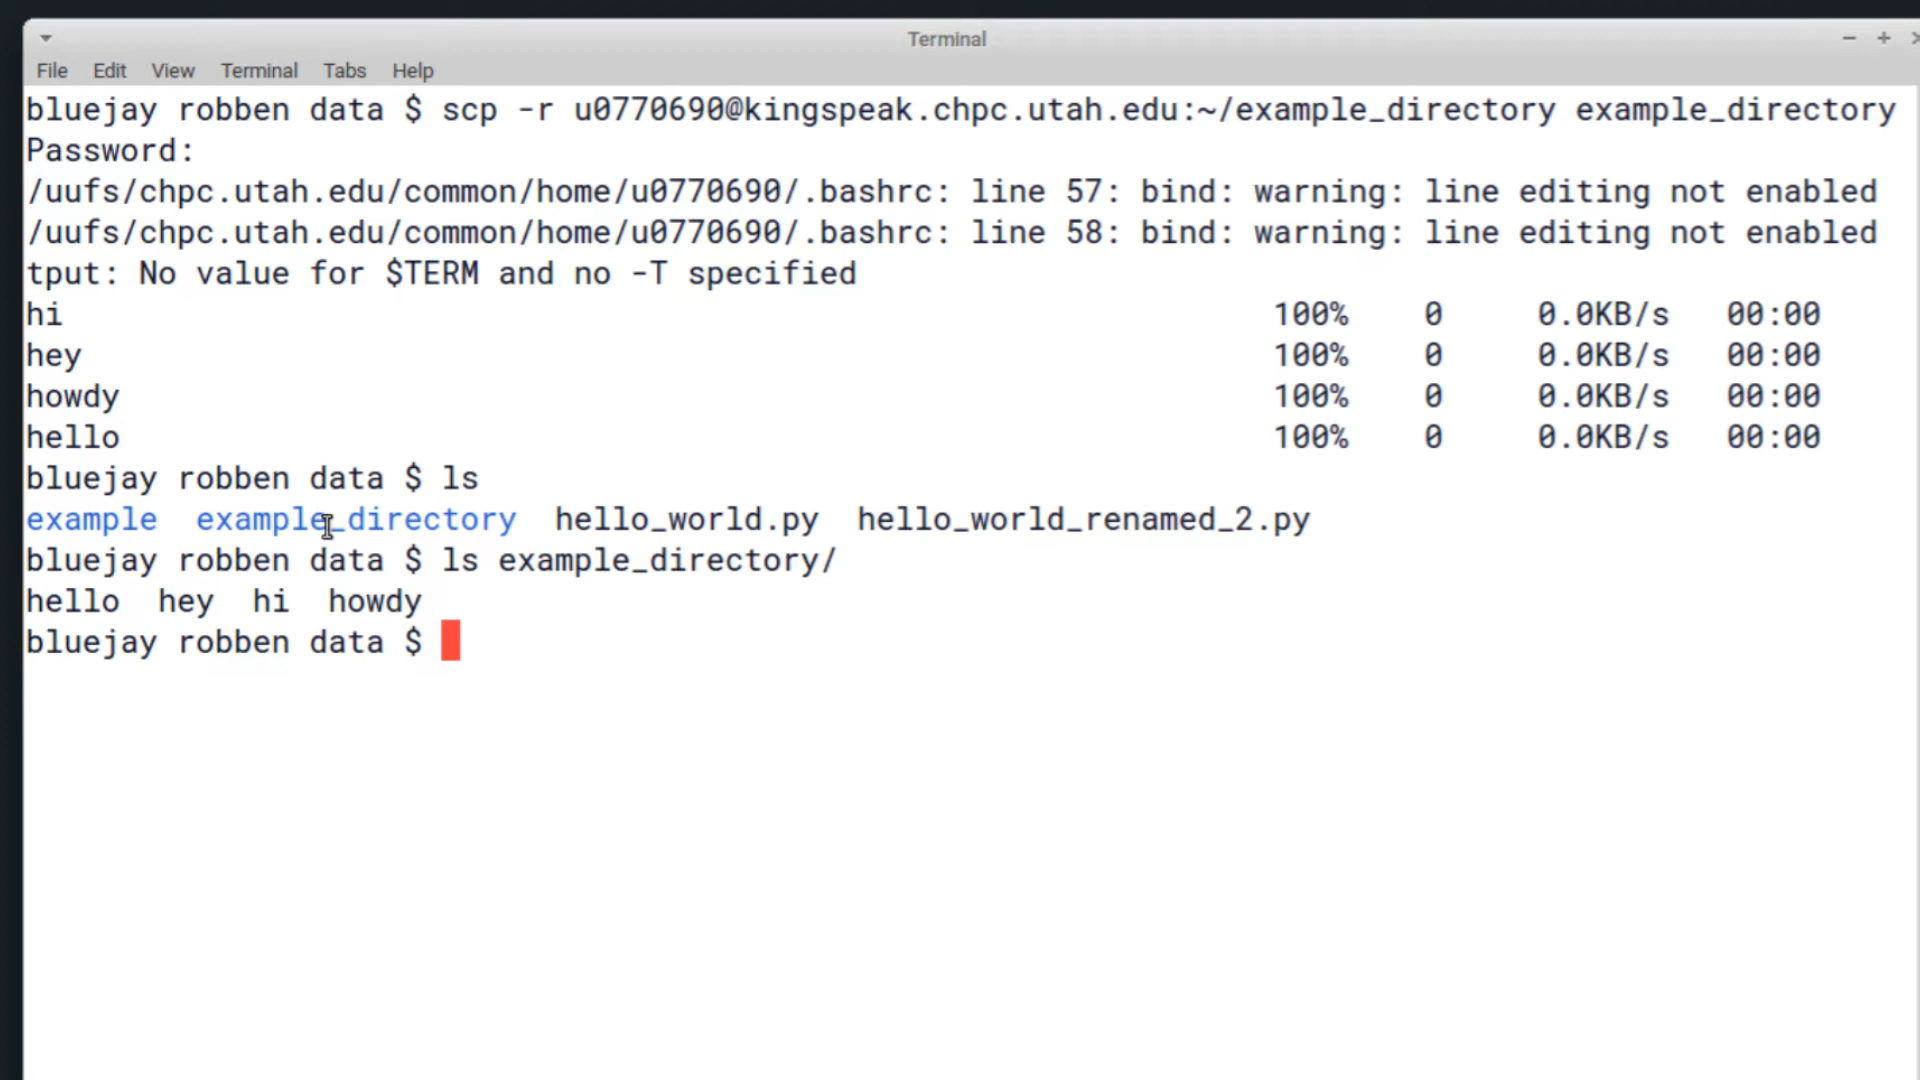 Terminal
File Edit View Terminal Tabs Help
bluejay robben data $ scp -r u0770690@kingspeak.chpc.utah.edu:~/example_directory example_directory
Password:
/uufs/chpc.utah.edu/common/home/u0770690/.bashrc: line 57: bind: warning: line editing not enabled
/uufs/chpc.utah.edu/common/home/u0770690/.bashrc: line 58: bind: warning: line editing not enabled
tput: No value for $TERM and no -T specified
hi 100% 0 0.0KB/s 00:00
hey 100% 0 0.0KB/s 00:00
howdy 100% 0 0.0KB/s 00:00
hello 100% 0 0.0KB/s 00:00
bluejay robben data $ ls
example example_directory hello_world.py hello_world_renamed_2.py
bluejay robben data $ ls example_directory/
hello hey hi howdy
bluejay robben data $